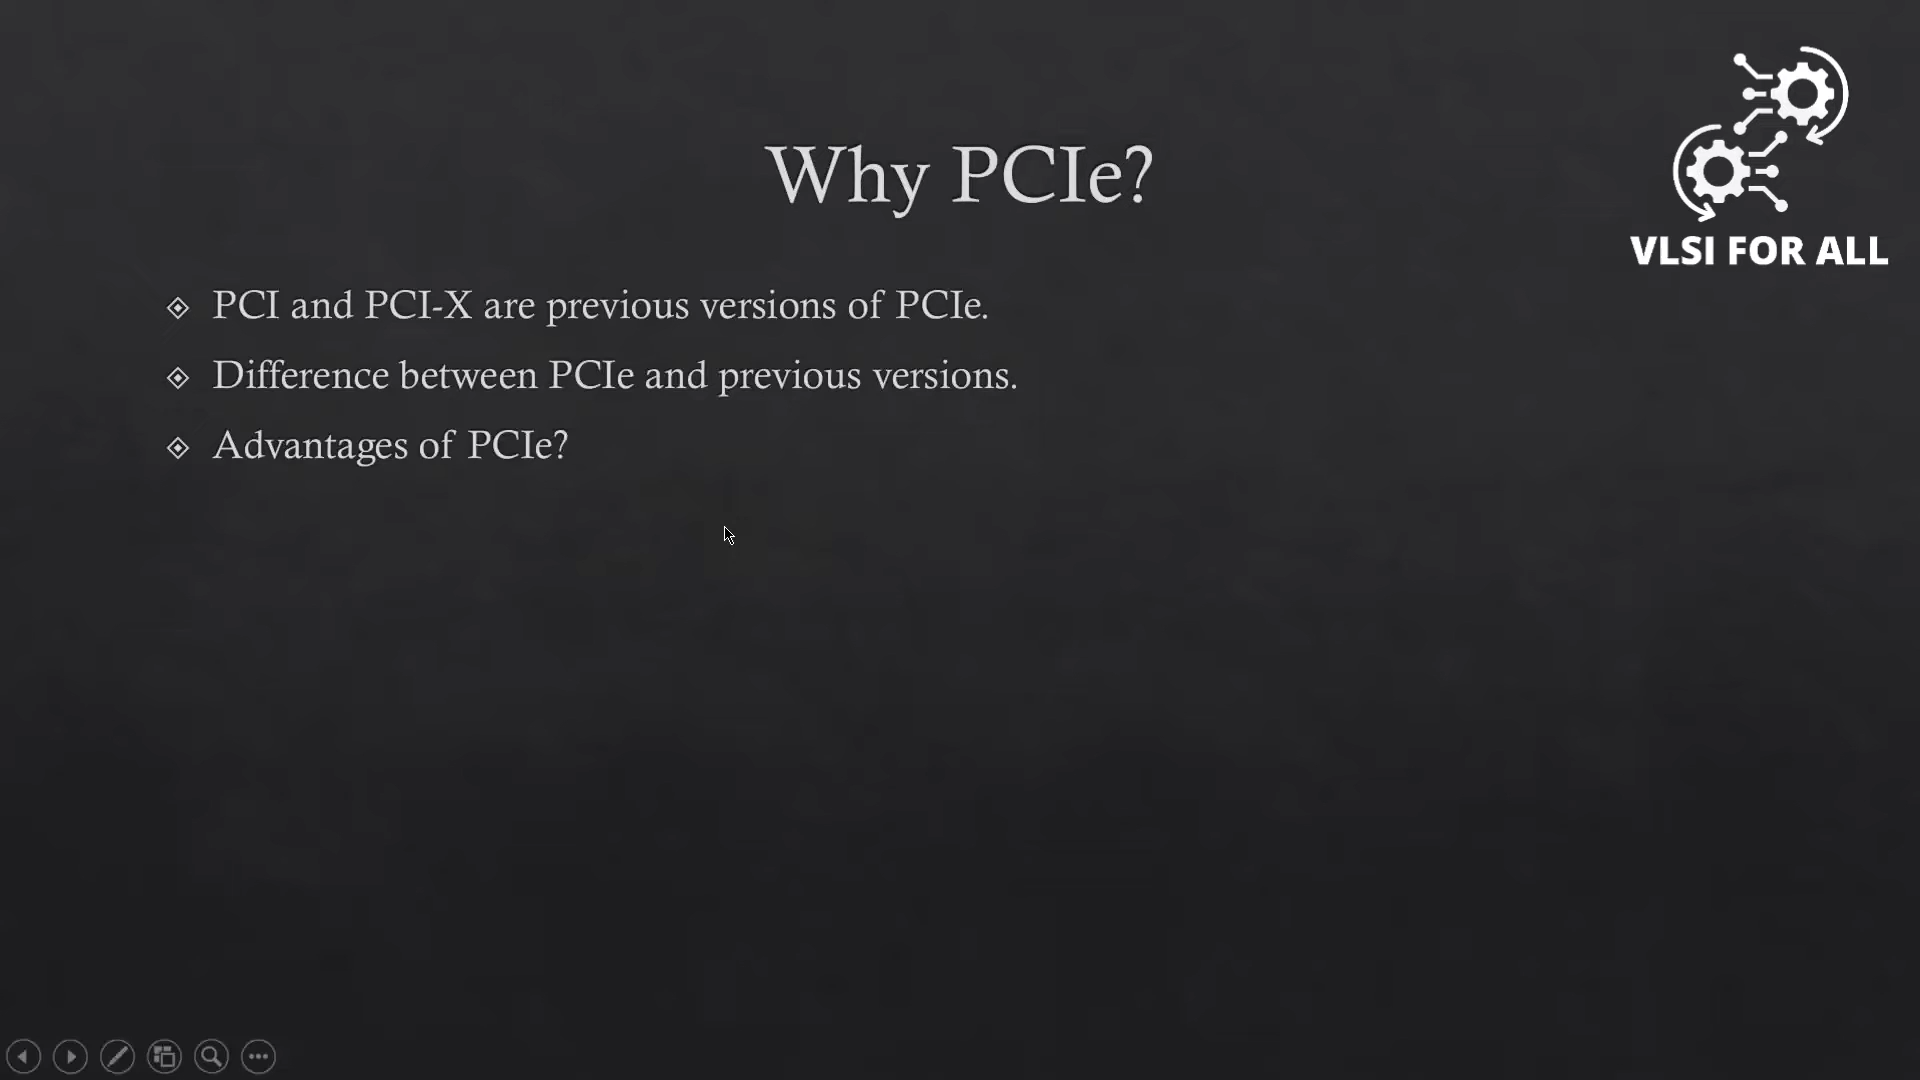 Why PCIe?
VLSI FOR ALL
PCI and PCI-X are previous versions of PCIe.
Difference between PCIe and previous versions.
Advantages of PCIe?